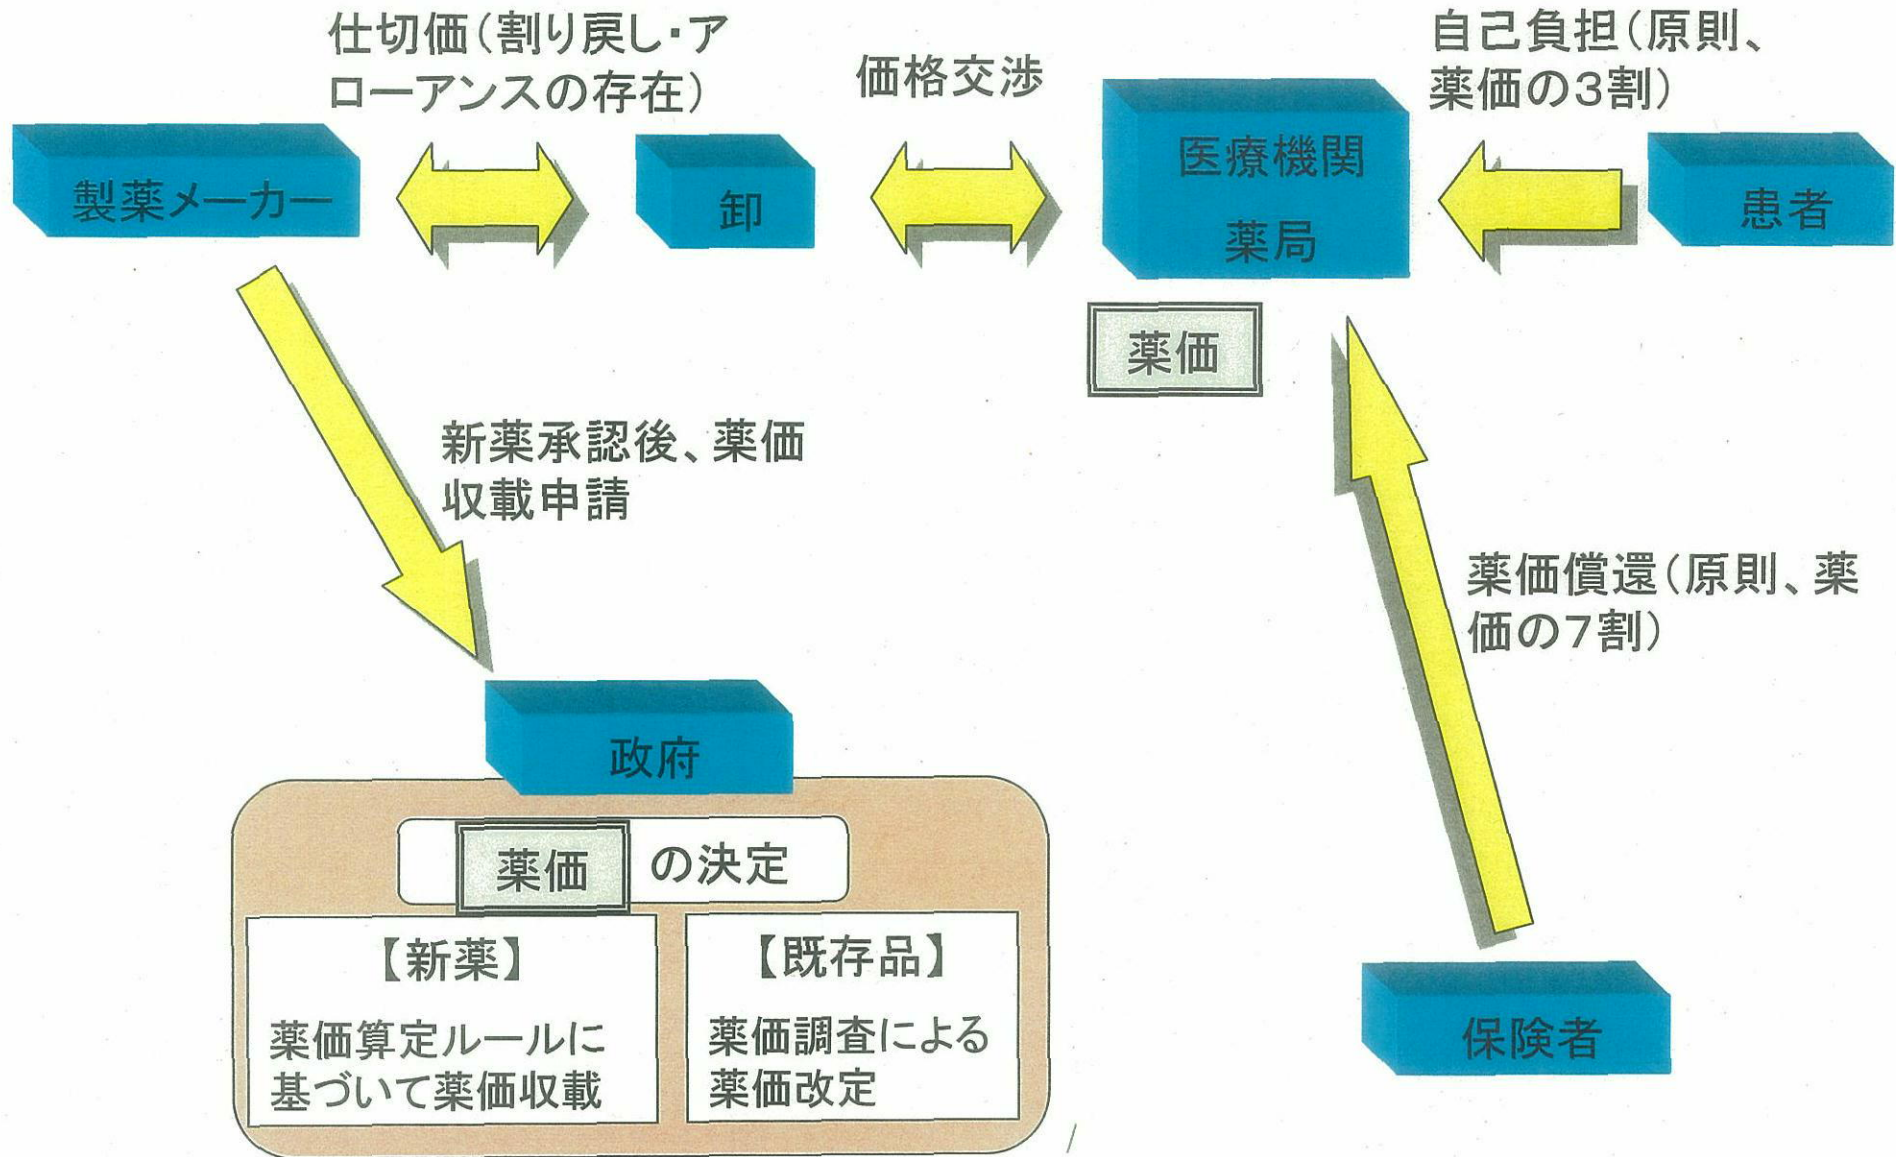 仕切価（割り戻し・ア
ローアンスの存在）
価格交渉
自己負担（原則、
薬価の3割）
製薬メーカー
卸
医療機関
薬局
患者
薬価
新薬承認後、薬価
収載申請
薬価償還（原則、薬
価の7割）
政府
薬価の決定
【新薬】
薬価算定ルールに
基づいて薬価収載
【既存品】
薬価調査による
薬価改定
保険者